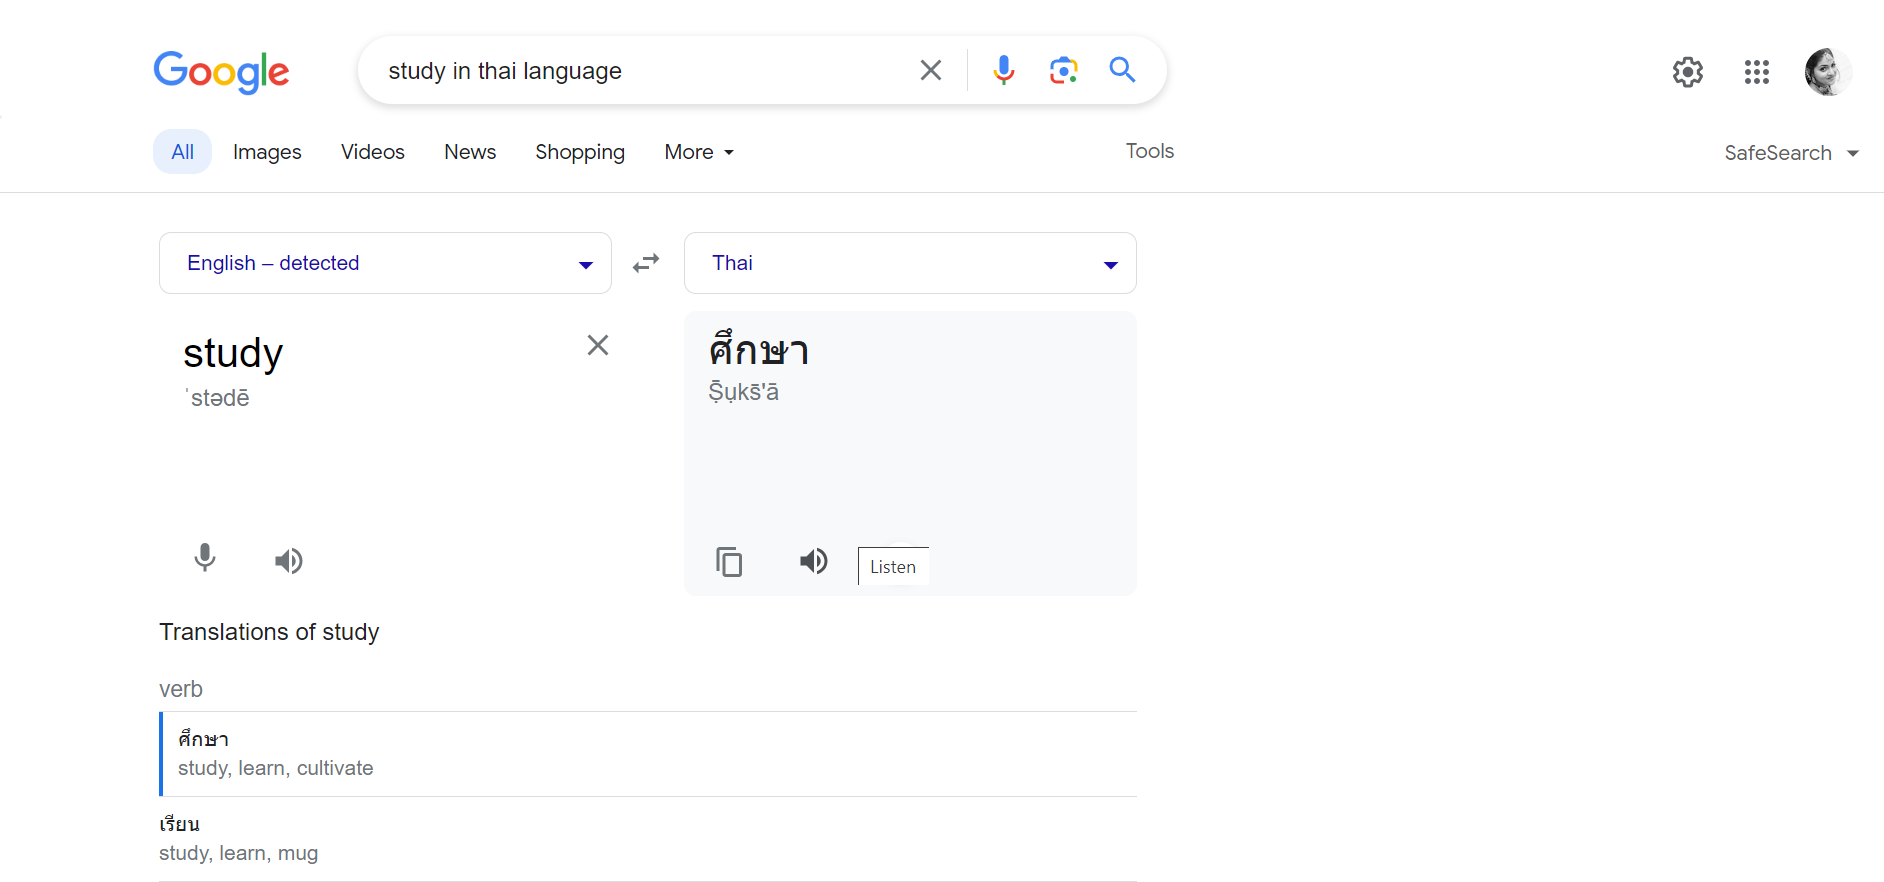 Google
study in thai language
All Images Videos News Shopping More Tools SafeSearch
English – detected
Thai
study
ˈstədē
ศึกษา
Ṣ̄ụks̄ʹā
Listen
Translations of study
verb
ศึกษา
study, learn, cultivate
เรียน
study, learn, mug